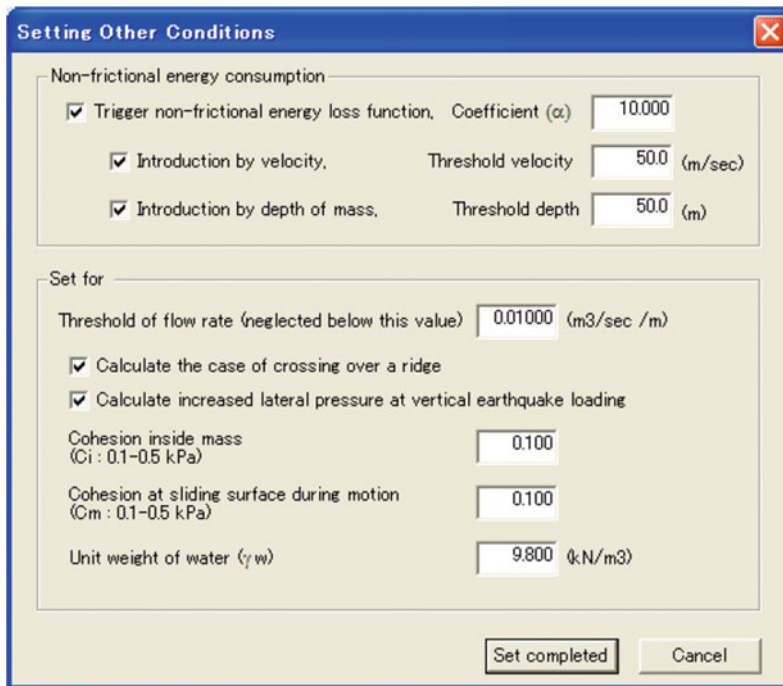 Setting Other Conditions
Non-frictional energy consumption
Trigger non-frictional energy loss function, Coefficient (α) 10.000
Introduction by velocity, Threshold velocity 50.0 (m/sec)
Introduction by depth of mass, Threshold depth 50.0 (m)
Set for
Threshold of flow rate (neglected below this value) 0.01000 (m3/sec /m)
Calculate the case of crossing over a ridge
Calculate increased lateral pressure at vertical earthquake loading
Cohesion inside mass
(Ci : 0.1-0.5 kPa) 0.100
Cohesion at sliding surface during motion
(Cm : 0.1-0.5 kPa) 0.100
Unit weight of water (γw) 9.800 (kN/m3)
Set completed Cancel